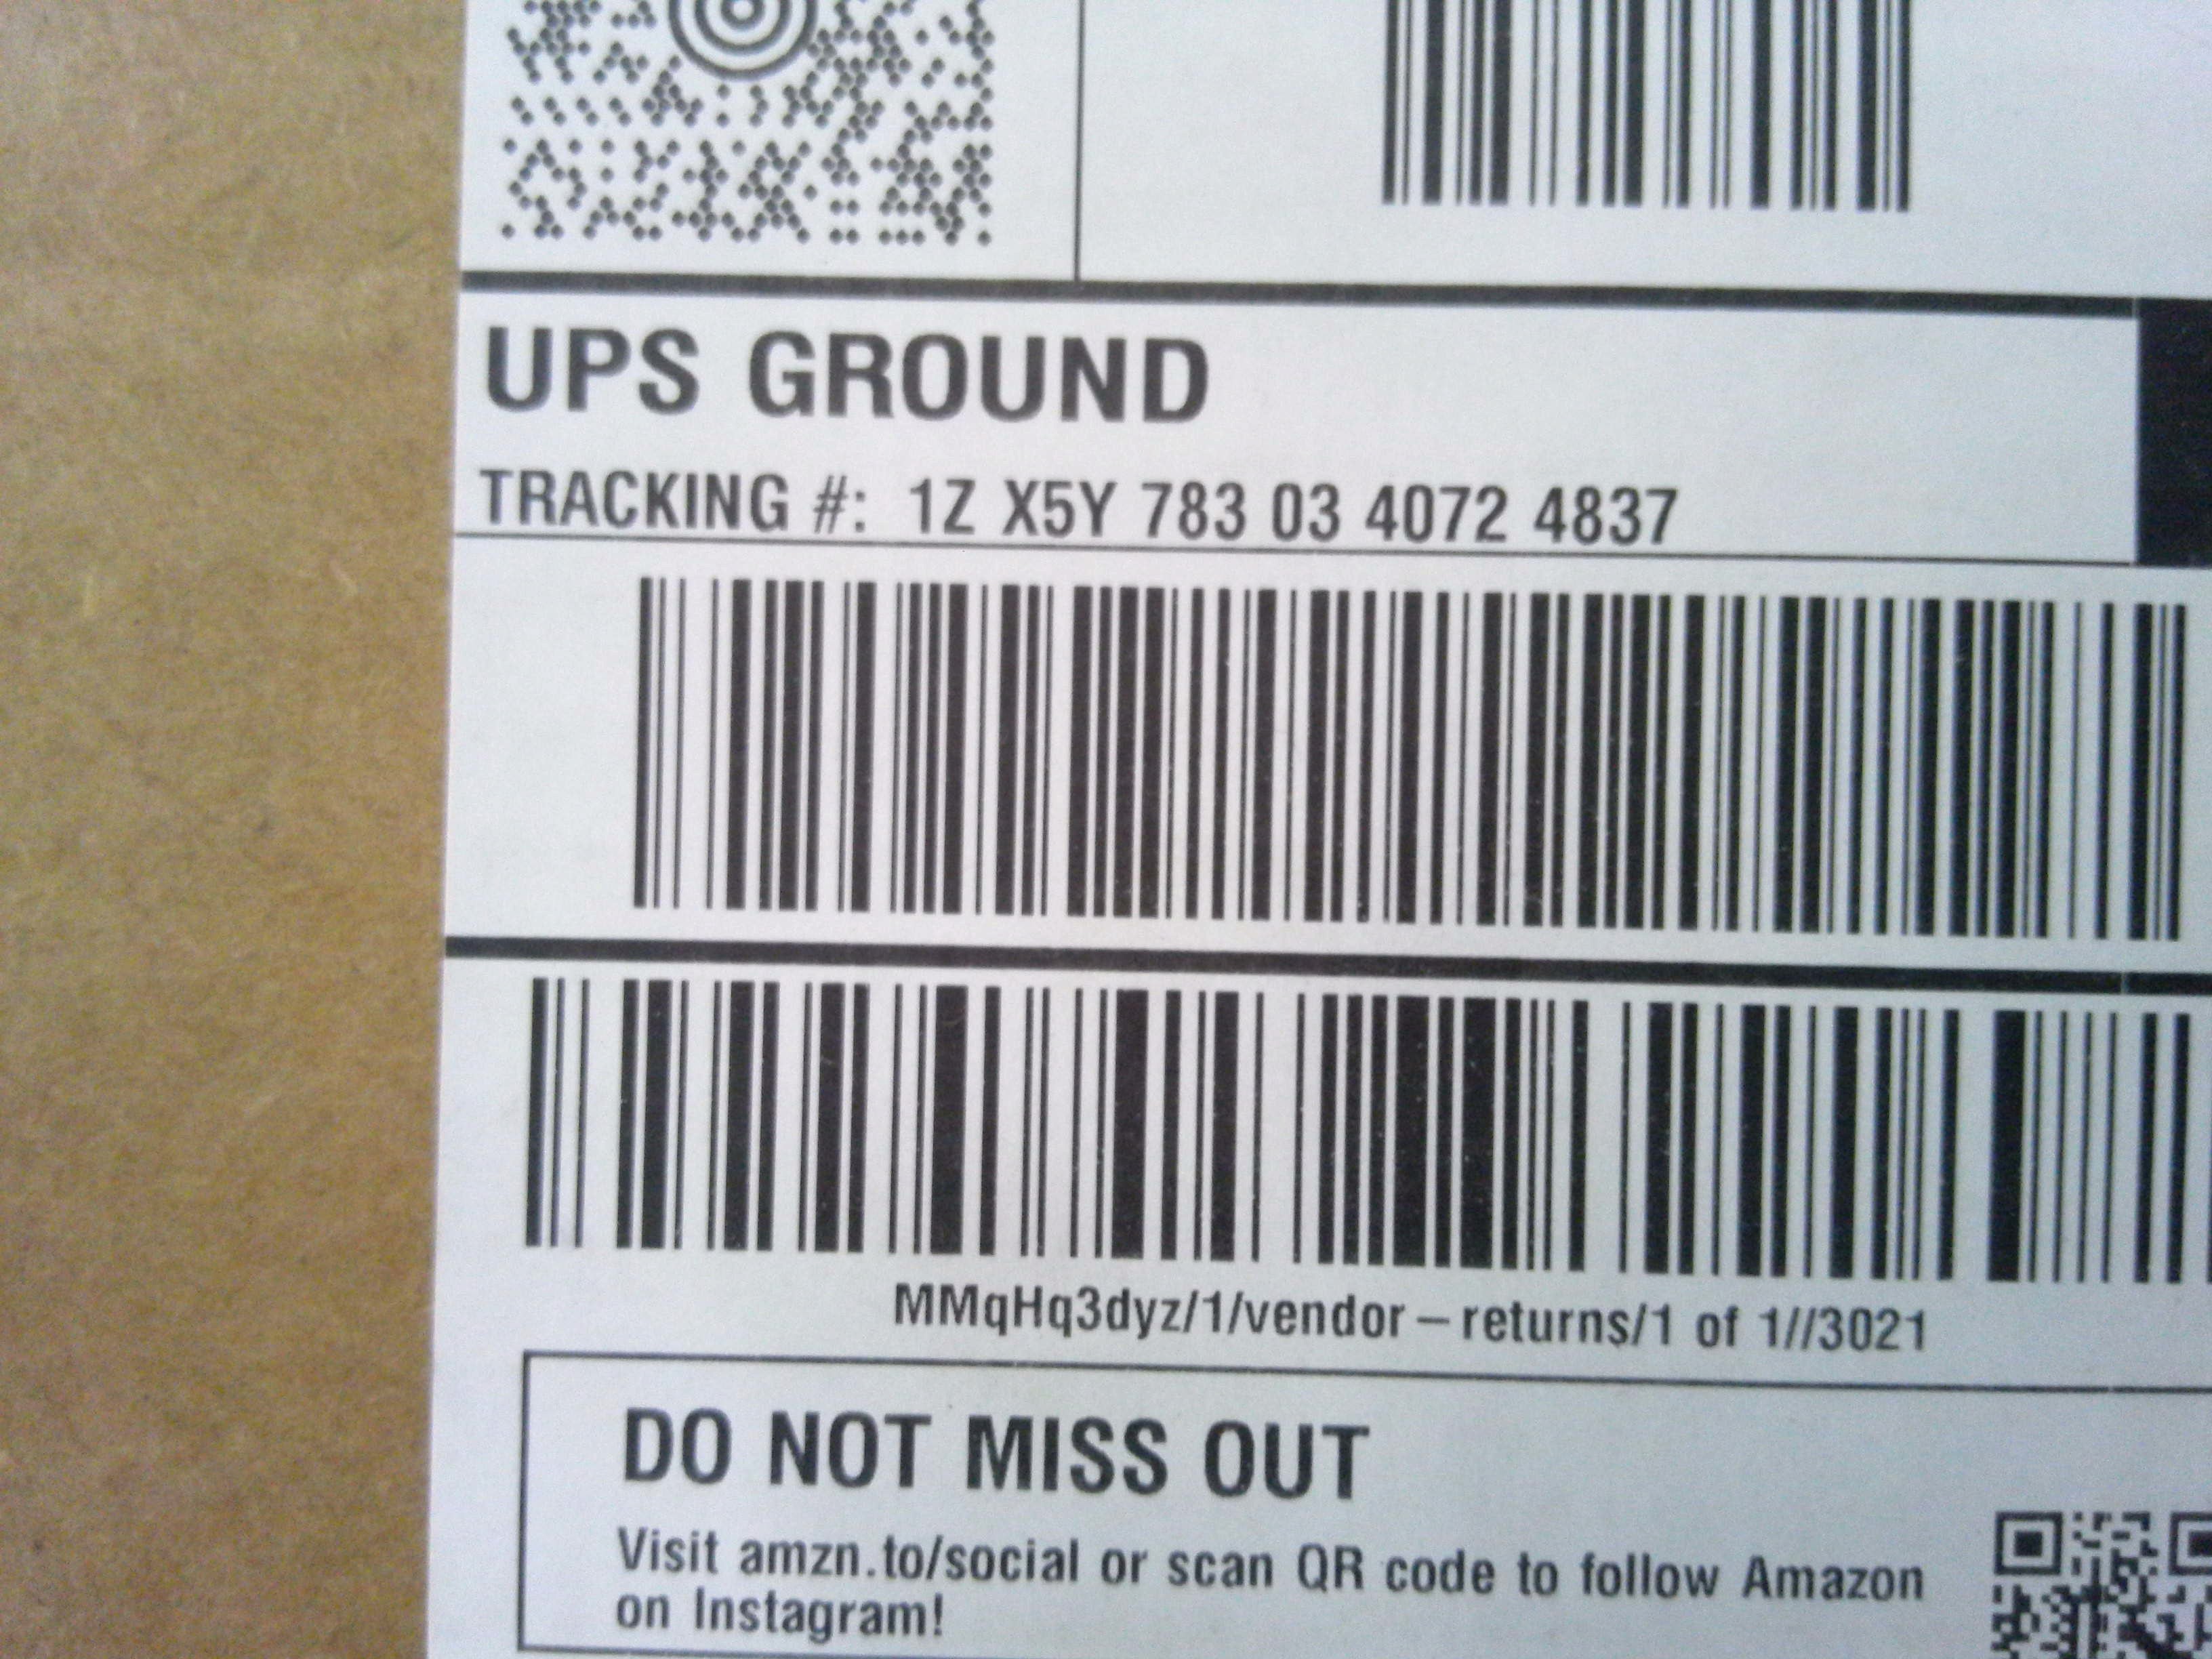 UPS GROUND
TRACKING #: 1Z X5Y 783 03 4072 4837
MMqHq3dyz/1/vendor – returns/1 of 1//3021
DO NOT MISS OUT
Visit amzn.to/social or scan QR code to follow Amazon
on Instagram!